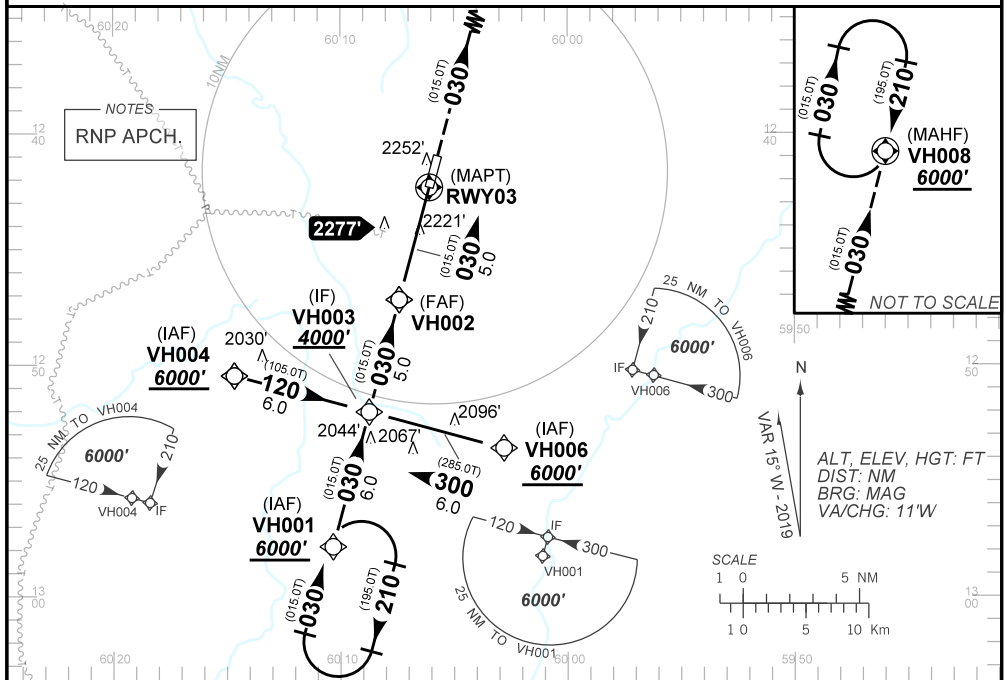 60 20
60 10
60 00
10NM
NOTES
RNP APCH.
12
40
12
40
(015.0T)
030
2252'
(MAPT)
RWY03
2277'
2221'
(015.0T)
030
5.0
(FAF)
VH002
(IF)
VH003
4000'
(015.0T)
030
5.0
(IAF)
VH004
6000'
2030'
(105.0T)
120
6.0
12
50
12
50
2044'
2067'
2096'
(IAF)
VH006
6000'
(285.0T)
300
6.0
(015.0T)
030
6.0
(IAF)
VH001
6000'
(015.0T)
030
(195.0T)
210
25 NM TO VH004
6000'
210
120
VH004
IF
25 NM TO VH006
210
6000'
IF
VH006
300
120
IF
300
VH001
6000'
25 NM TO VH001
(015.0T)
030
(195.0T)
210
(MAHF)
VH008
6000'
(015.0T)
030
NOT TO SCALE
59 50
N
VAR 15° W - 2019
ALT, ELEV, HGT: FT
DIST: NM
BRG: MAG
VA/CHG: 11'W
SCALE
1 0 5 NM
1 0 5 10 Km
13
00
13
00
60 20
60 10
60 00
59 50